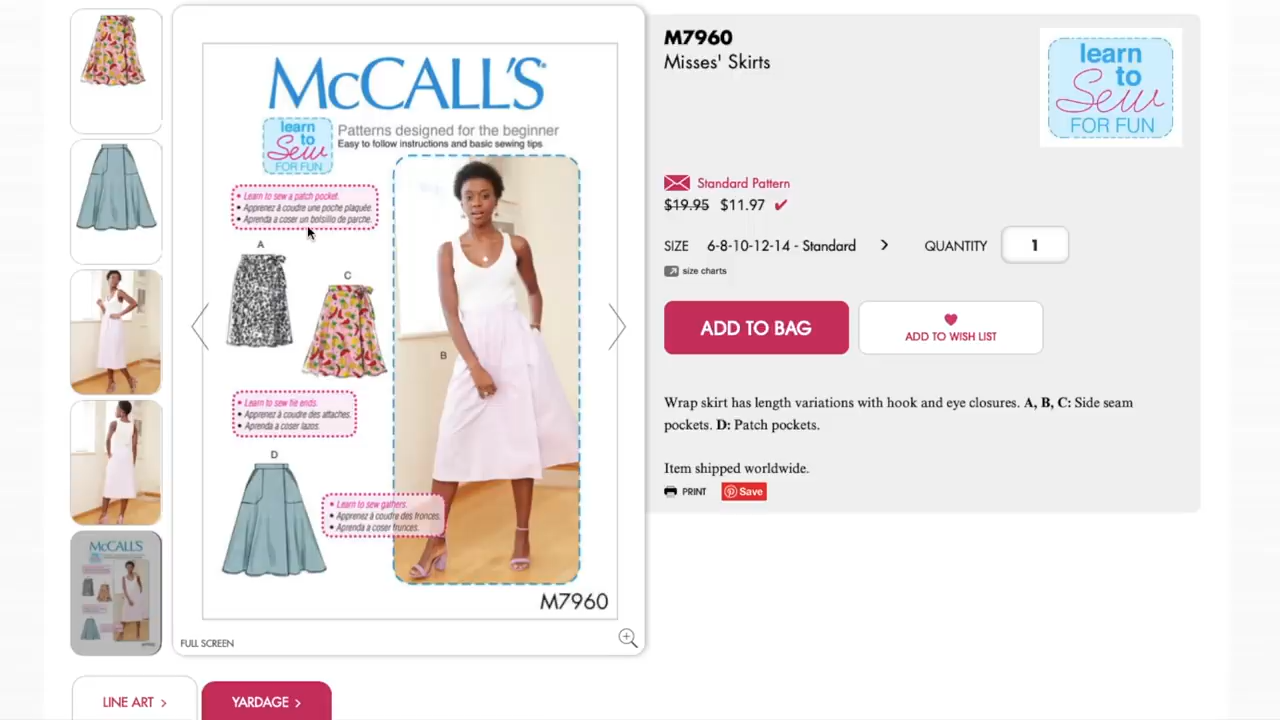 McCALL'S
learn
to
Sew
FOR FUN
Patterns designed for the beginner
Easy to follow instructions and basic sewing tips
• Learn to sew a patch pocket.
• Apprenez à coudre une poche plaquée.
• Aprenda a coser un bolsillo de parche.
A
C
B
• Learn to sew tie ends.
• Apprenez à coudre des attaches.
• Aprenda a coser lazos.
D
• Learn to sew gathers.
• Apprenez à coudre des fronces.
• Aprenda a coser frunces.
M7960
FULL SCREEN
McCALL'S
LINE ART >
YARDAGE >
M7960
Misses' Skirts
learn
to
Sew
FOR FUN
Standard Pattern
$19.95 $11.97
SIZE 6-8-10-12-14 - Standard > QUANTITY 1
size charts
ADD TO BAG
ADD TO WISH LIST
Wrap skirt has length variations with hook and eye closures. A, B, C: Side seam
pockets. D: Patch pockets.
Item shipped worldwide.
PRINT Save